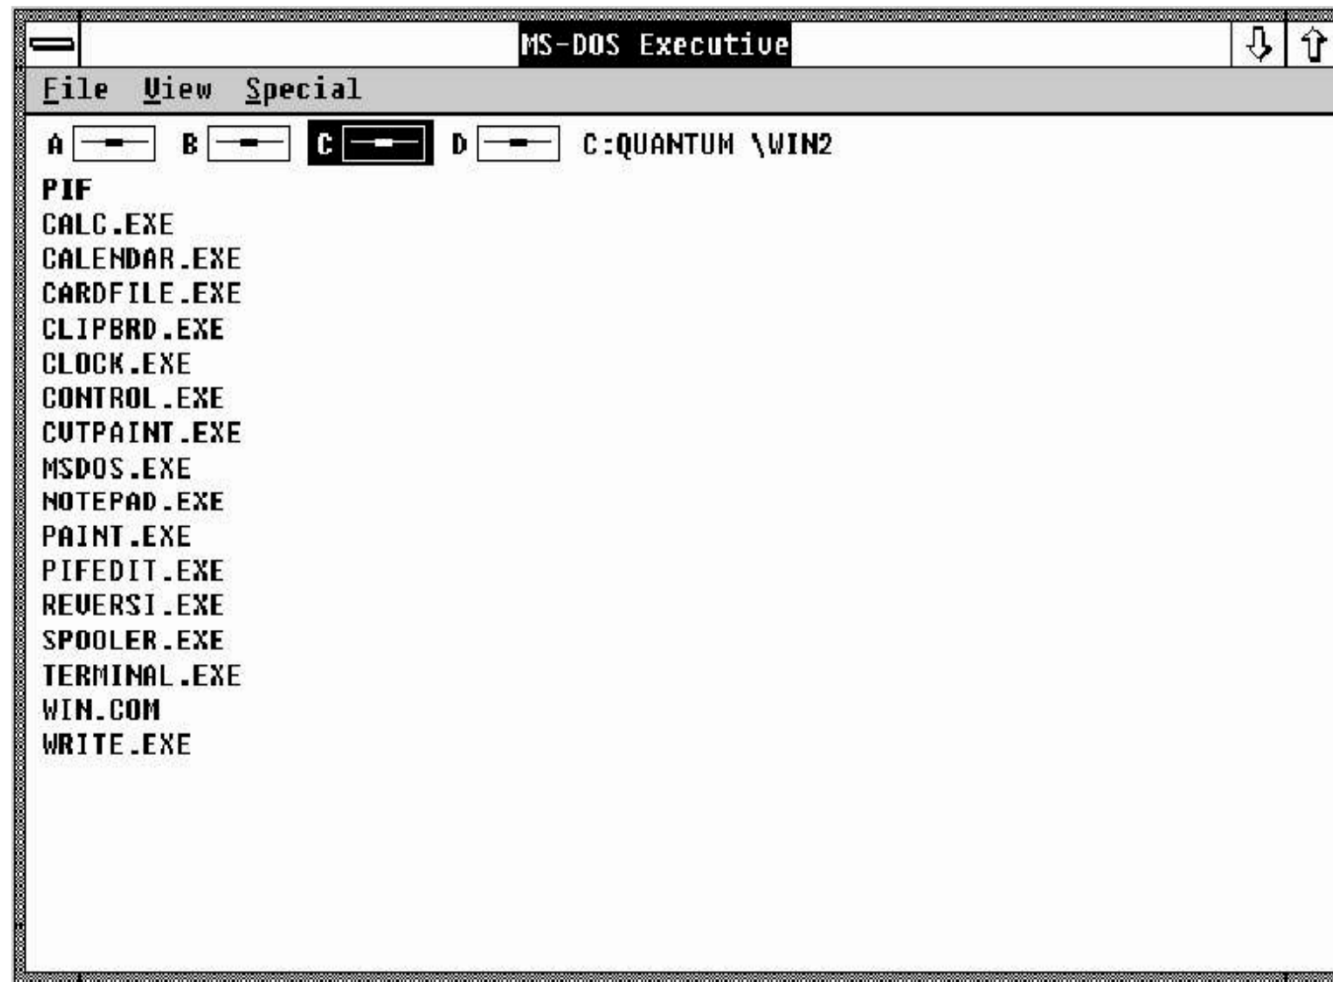 MS-DOS Executive
File View Special
A B C D C:QUANTUM \WIN2
PIF
CALC.EXE
CALENDAR.EXE
CARDFILE.EXE
CLIPBRD.EXE
CLOCK.EXE
CONTROL.EXE
CVTPAINT.EXE
MSDOS.EXE
NOTEPAD.EXE
PAINT.EXE
PIFEDIT.EXE
REVERSI.EXE
SPOOLER.EXE
TERMINAL.EXE
WIN.COM
WRITE.EXE